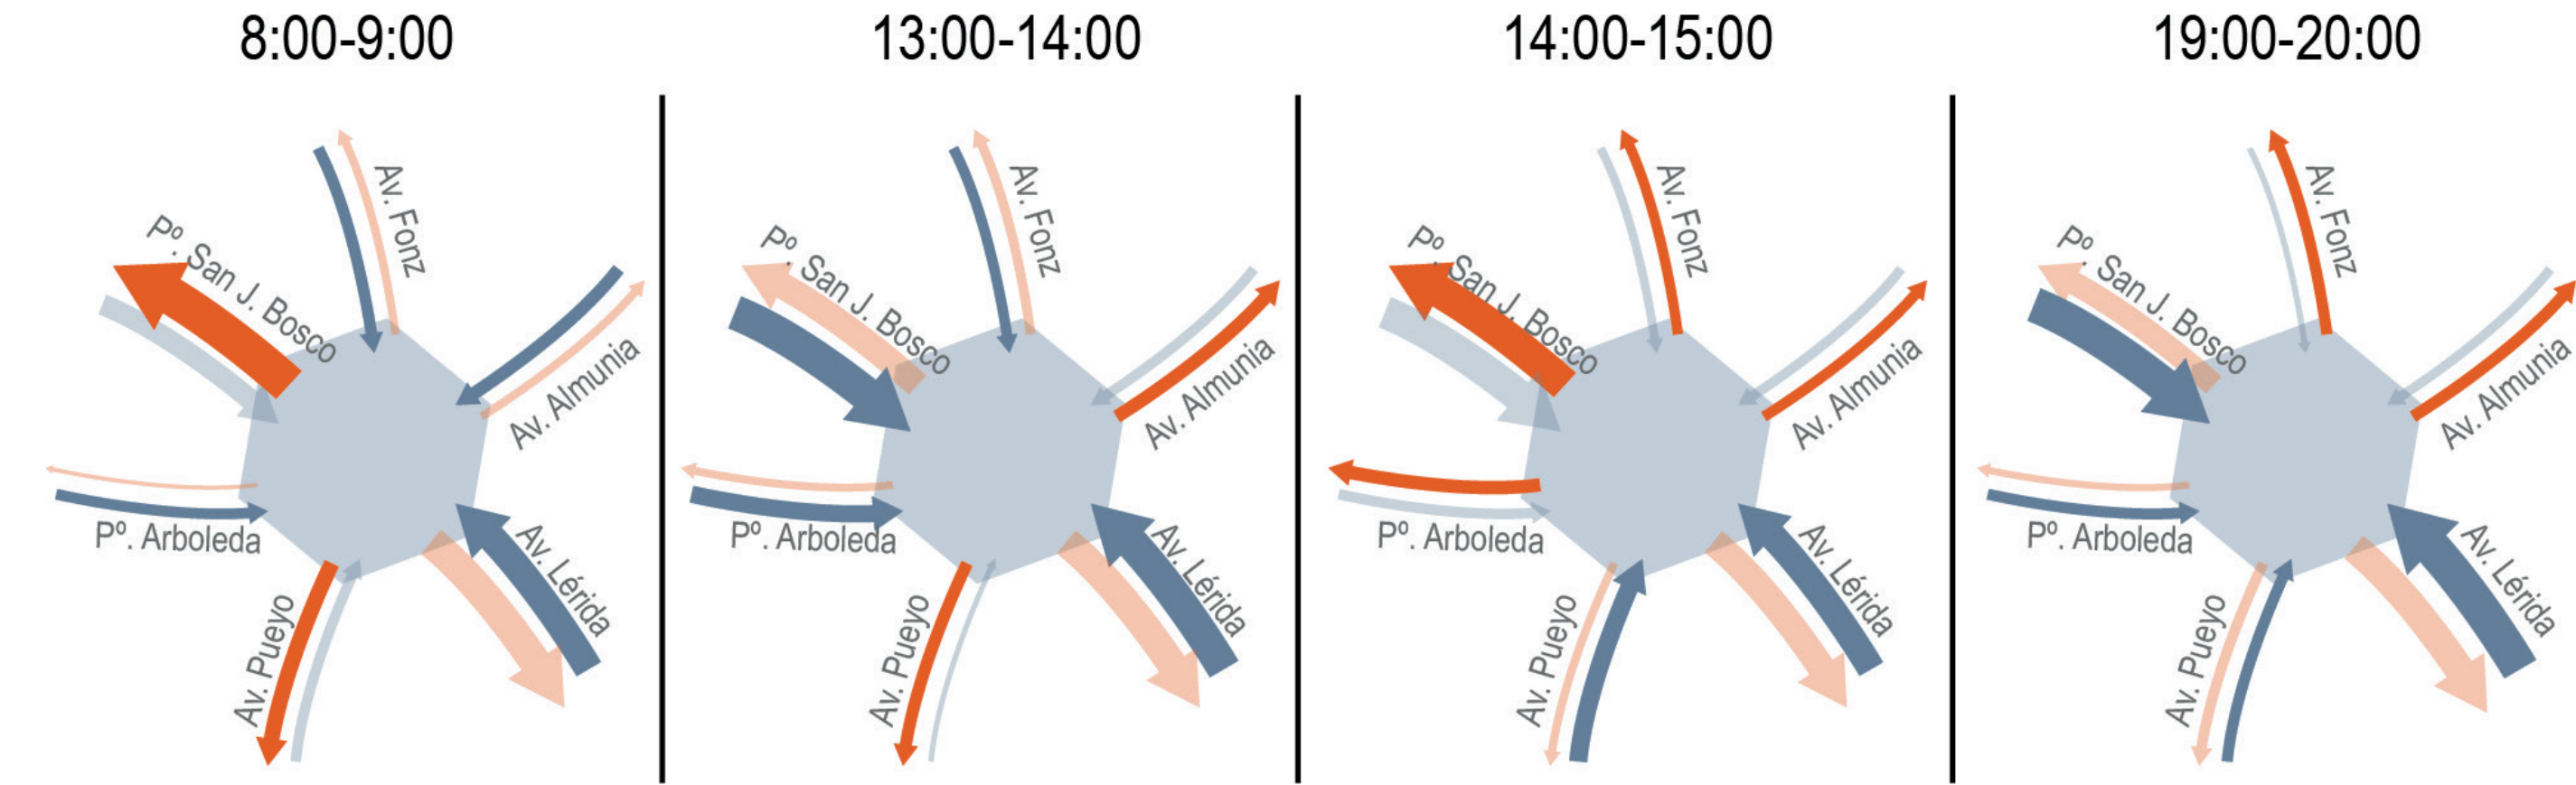 8:00-9:00
13:00-14:00
14:00-15:00
19:00-20:00
Av. Fonz
Pº. San J. Bosco
Av. Almunia
Pº. Arboleda
Av. Lérida
Av. Pueyo
Av. Fonz
Pº. San J. Bosco
Av. Almunia
Pº. Arboleda
Av. Lérida
Av. Pueyo
Av. Fonz
Pº. San J. Bosco
Av. Almunia
Pº. Arboleda
Av. Lérida
Av. Pueyo
Av. Fonz
Pº. San J. Bosco
Av. Almunia
Pº. Arboleda
Av. Lérida
Av. Pueyo